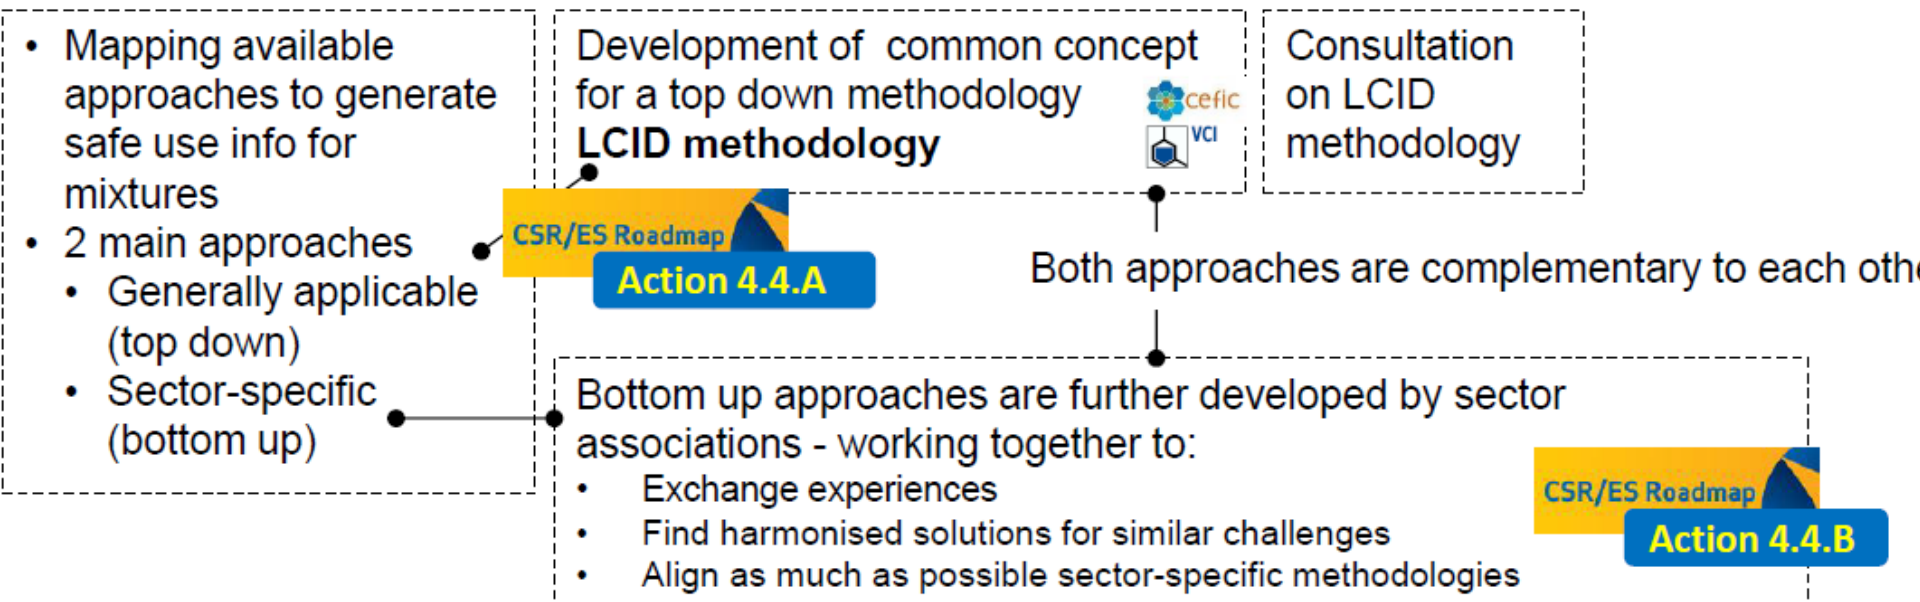 • Mapping available
approaches to generate
safe use info for
mixtures
• 2 main approaches
• Generally applicable
(top down)
• Sector-specific
(bottom up)
Development of common concept
for a top down methodology
LCID methodology
cefic
VCI
CSR/ES Roadmap
Action 4.4.A
Consultation
on LCID
methodology
Both approaches are complementary to each othe
Bottom up approaches are further developed by sector
associations - working together to:
• Exchange experiences
• Find harmonised solutions for similar challenges
• Align as much as possible sector-specific methodologies
CSR/ES Roadmap
Action 4.4.B